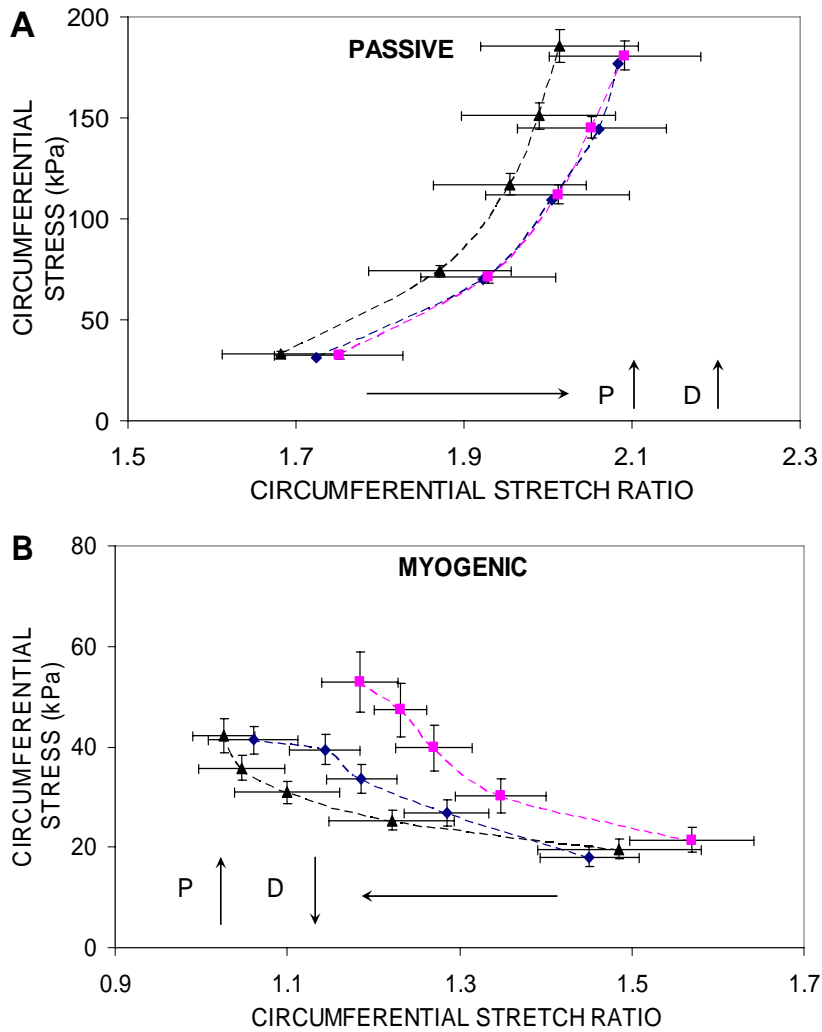 A
PASSIVE
CIRCUMFERENTIAL
STRESS (kPa)
200
150
100
50
0
P
D
1.5
1.7
1.9
2.1
2.3
CIRCUMFERENTIAL STRETCH RATIO
B
MYOGENIC
CIRCUMFERENTIAL
STRESS (kPa)
80
60
40
20
0
P
D
0.9
1.1
1.3
1.5
1.7
CIRCUMFERENTIAL STRETCH RATIO